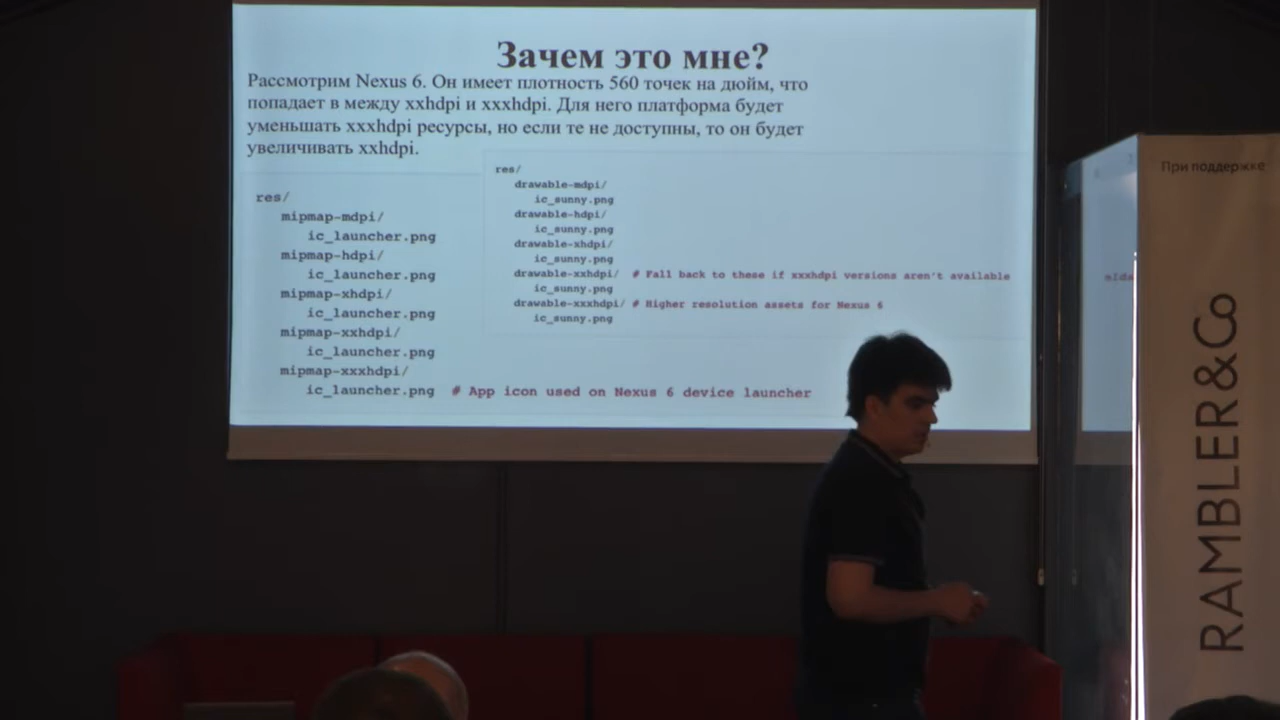 Зачем это мне?
Рассмотрим Nexus 6. Он имеет плотность 560 точек на дюйм, что
попадает в между xxhdpi и xxxhdpi. Для него платформа будет
уменьшать xxxhdpi ресурсы, но если те не доступны, то он будет
увеличивать xxhdpi.
res/
mipmap-mdpi/
ic_launcher.png
mipmap-hdpi/
ic_launcher.png
mipmap-xhdpi/
ic_launcher.png
mipmap-xxhdpi/
ic_launcher.png
mipmap-xxxhdpi/
ic_launcher.png # App icon used on Nexus 6 device launcher
res/
drawable-mdpi/
ic_sunny.png
drawable-hdpi/
ic_sunny.png
drawable-xhdpi/
ic_sunny.png
drawable-xxhdpi/ # Fall back to these if xxxhdpi versions aren't available
ic_sunny.png
drawable-xxxhdpi/ # Higher resolution assets for Nexus 6
ic_sunny.png
При поддержке
RAMBLER&Co